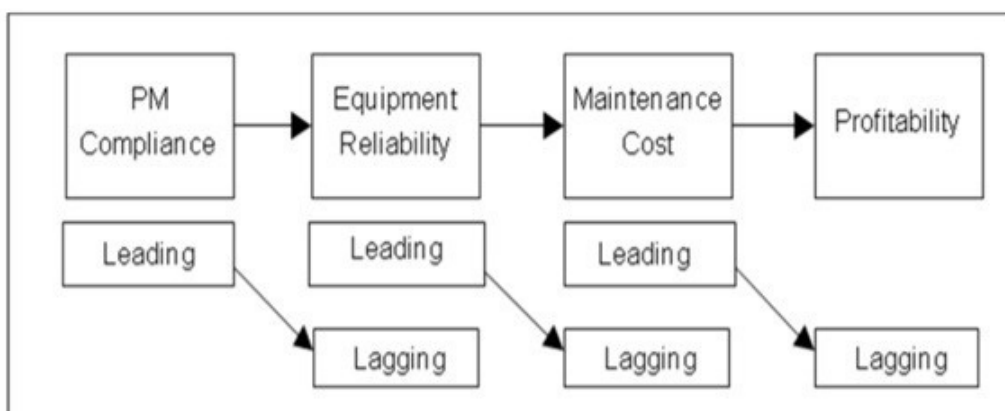 PM
Compliance
Equipment
Reliability
Maintenance
Cost
Profitability
Leading
Leading
Leading
Lagging
Lagging
Lagging